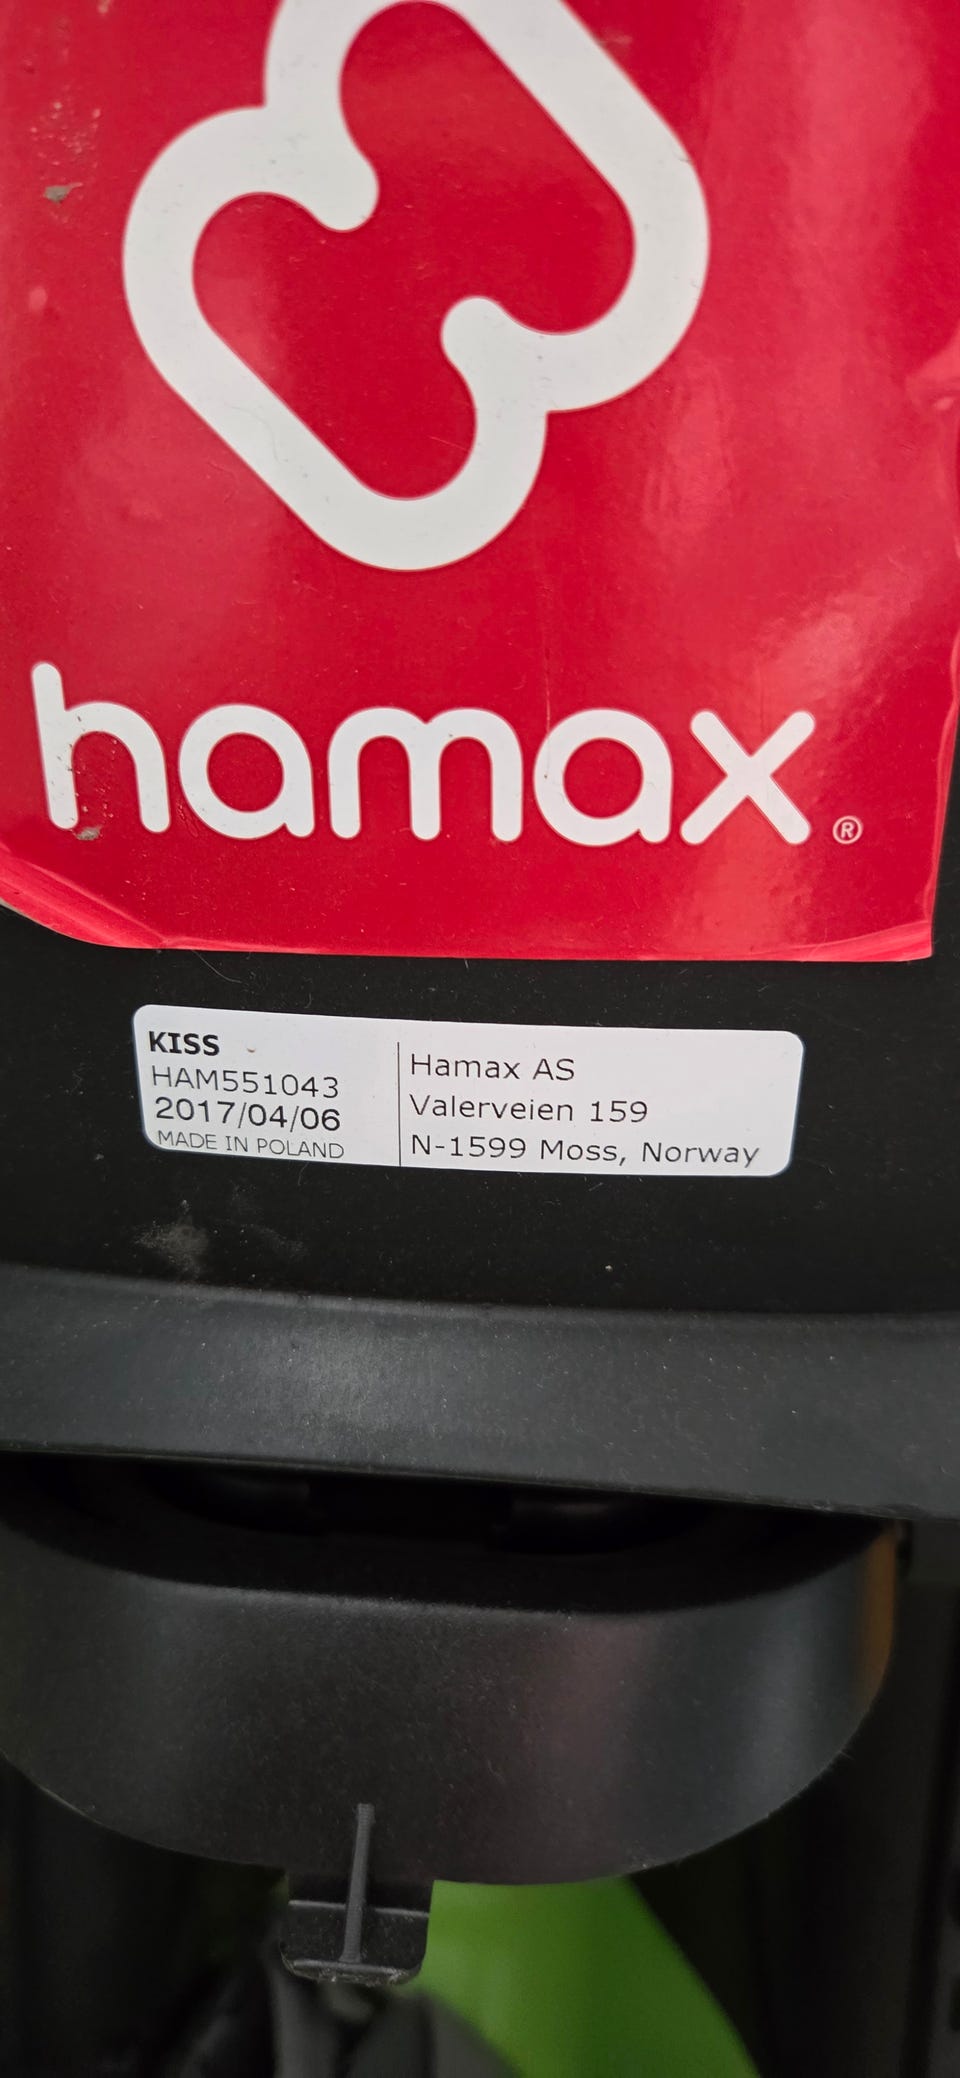 hamax ®
KISS
HAM551043
2017/04/06
MADE IN POLAND
Hamax AS
Valerveien 159
N-1599 Moss, Norway